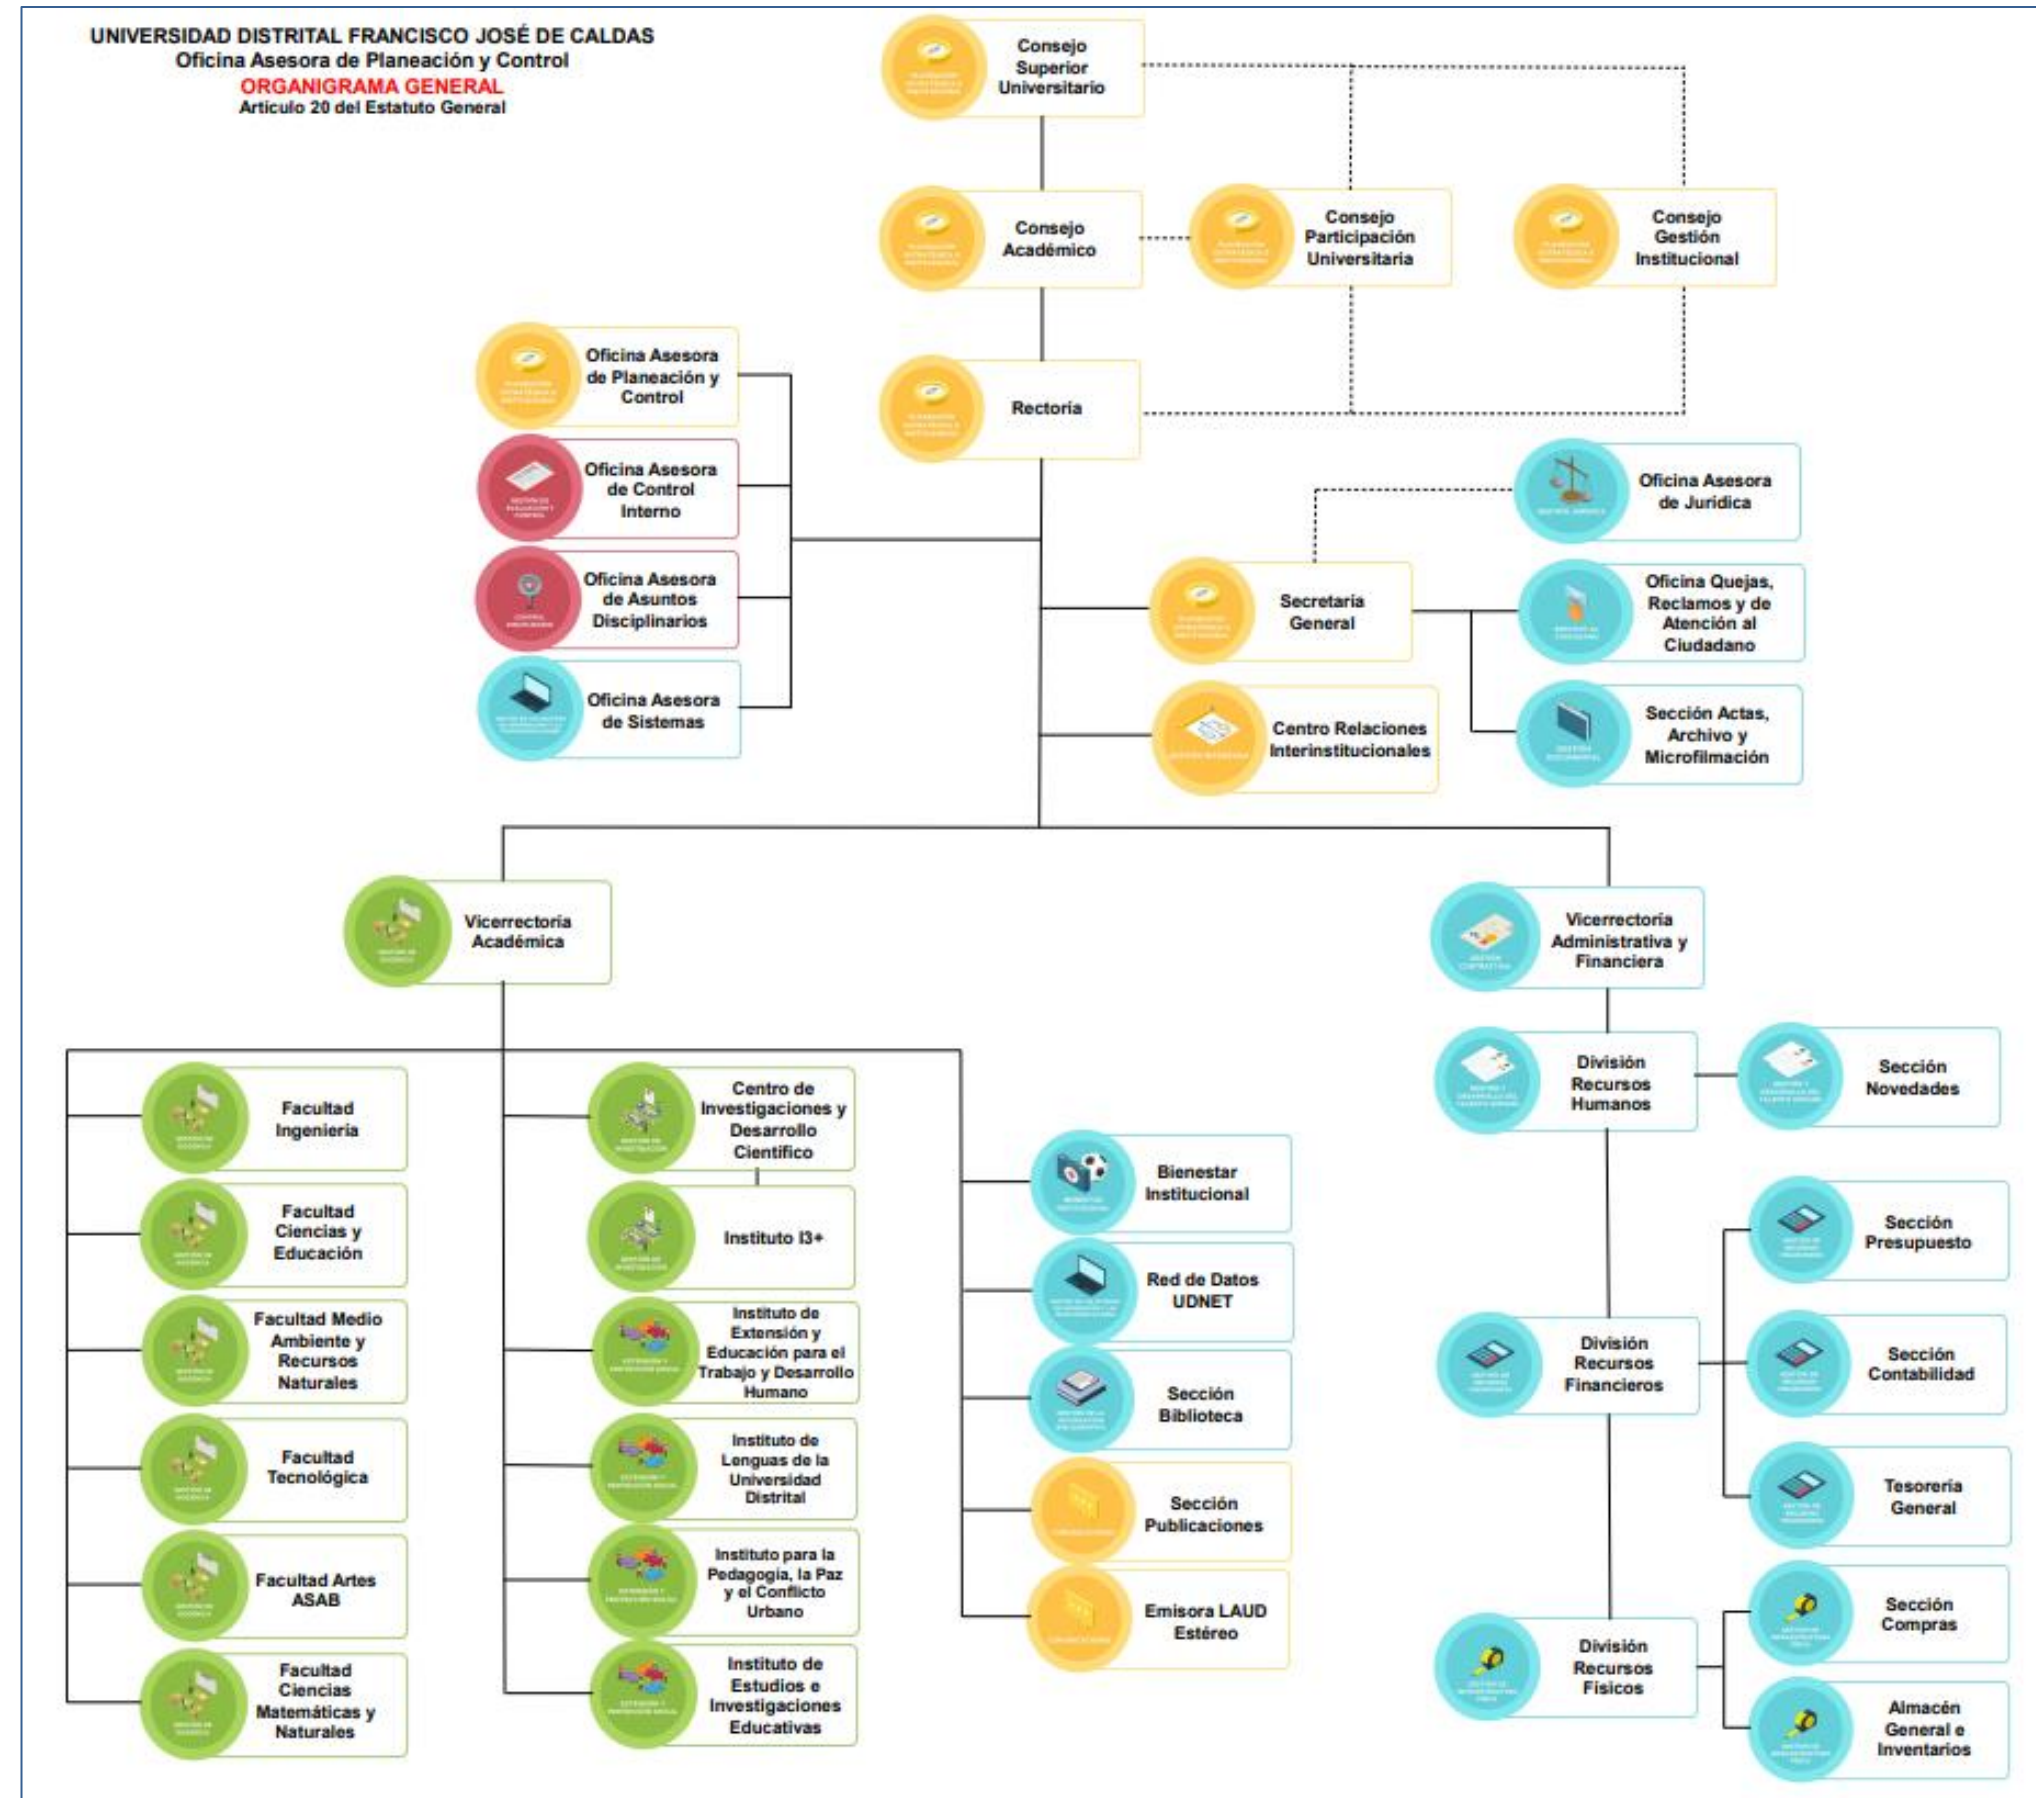 UNIVERSIDAD DISTRITAL FRANCISCO JOSÉ DE CALDAS
Oficina Asesora de Planeación y Control
ORGANIGRAMA GENERAL
Artículo 20 del Estatuto General
Consejo
Superior
Universitario
Consejo
Académico
Consejo
Participación
Universitaria
Consejo
Gestión
Institucional
Rectoría
Oficina Asesora
de Planeación y
Control
Oficina Asesora
de Control
Interno
Oficina Asesora
de Asuntos
Disciplinarios
Oficina Asesora
de Sistemas
Oficina Asesora
de Jurídica
Secretaría
General
Oficina Quejas,
Reclamos y de
Atención al
Ciudadano
Centro Relaciones
Interinstitucionales
Sección Actas,
Archivo y
Microfilmación
Vicerrectoría
Académica
Vicerrectoría
Administrativa y
Financiera
Facultad
Ingeniería
Facultad
Ciencias y
Educación
Facultad Medio
Ambiente y
Recursos
Naturales
Facultad
Tecnológica
Facultad Artes
ASAB
Facultad
Ciencias
Matemáticas y
Naturales
Centro de
Investigaciones y
Desarrollo
Científico
Instituto I3+
Instituto de
Extensión y
Educación para el
Trabajo y Desarrollo
Humano
Instituto de
Lenguas de la
Universidad
Distrital
Instituto para la
Pedagogía, la Paz
y el Conflicto
Urbano
Instituto de
Estudios e
Investigaciones
Educativas
Bienestar
Institucional
Red de Datos
UDNET
Sección
Biblioteca
Sección
Publicaciones
Emisora LAUD
Estéreo
División
Recursos
Humanos
Sección
Novedades
División
Recursos
Financieros
Sección
Presupuesto
Sección
Contabilidad
Tesorería
General
División
Recursos
Físicos
Sección
Compras
Almacén
General e
Inventarios